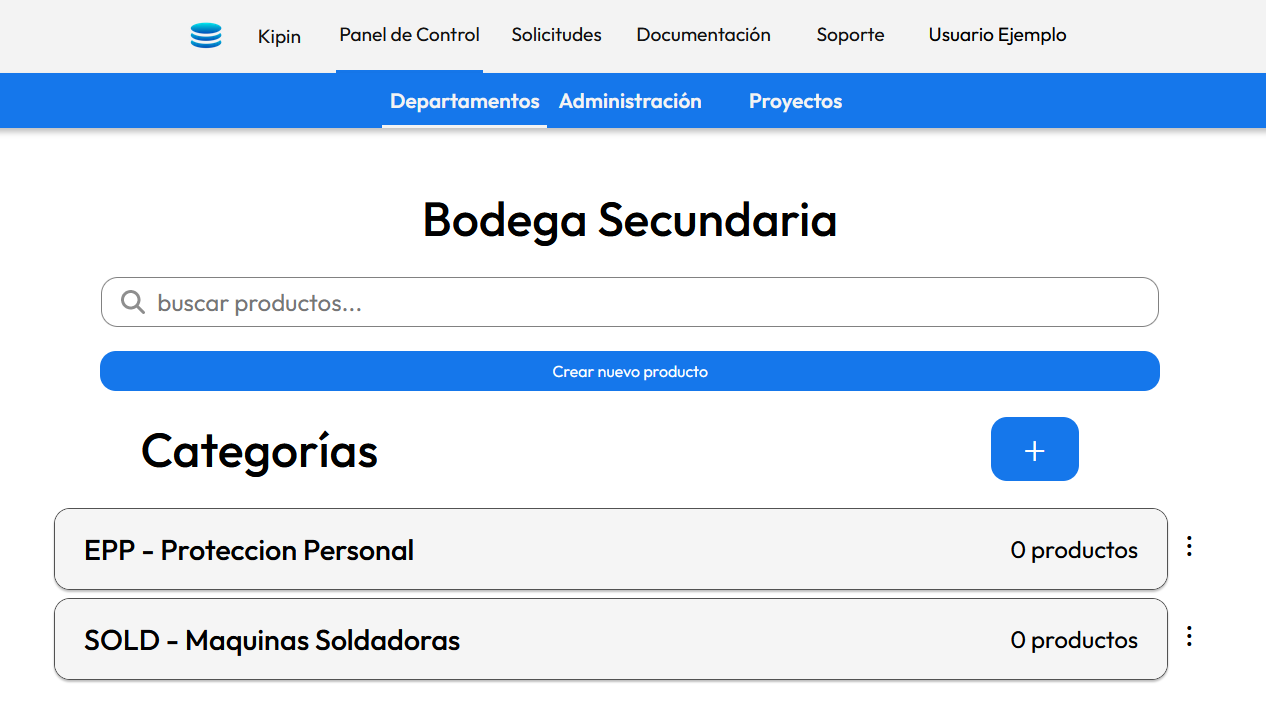 Kipin Panel de Control Solicitudes Documentación Soporte Usuario Ejemplo
Departamentos Administración Proyectos
Bodega Secundaria
buscar productos...
Crear nuevo producto
Categorías +
EPP - Proteccion Personal 0 productos
SOLD - Maquinas Soldadoras 0 productos